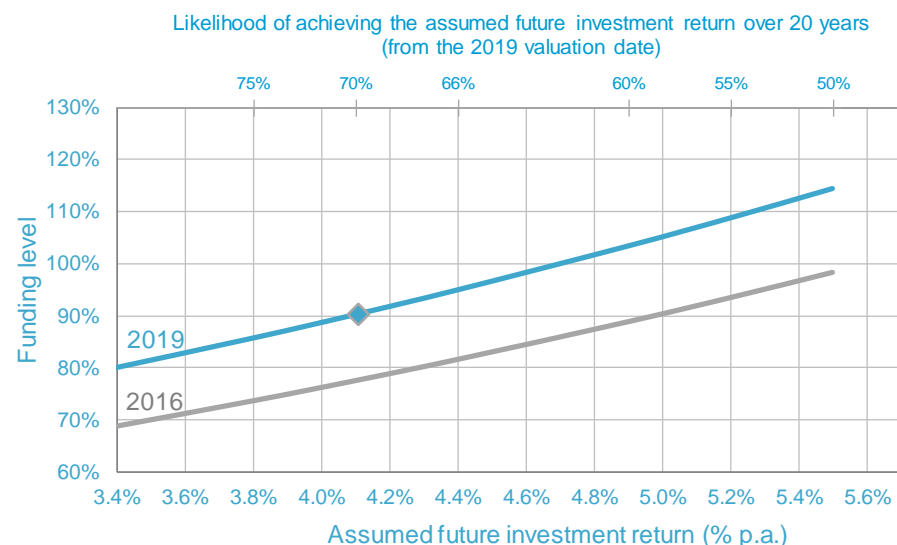 Likelihood of achieving the assumed future investment return over 20 years
(from the 2019 valuation date)
75% 70% 66% 60% 55% 50%
130%
120%
110%
100%
90%
80%
70%
60%
Funding level
2019
2016
3.4% 3.6% 3.8% 4.0% 4.2% 4.4% 4.6% 4.8% 5.0% 5.2% 5.4% 5.6%
Assumed future investment return (% p.a.)